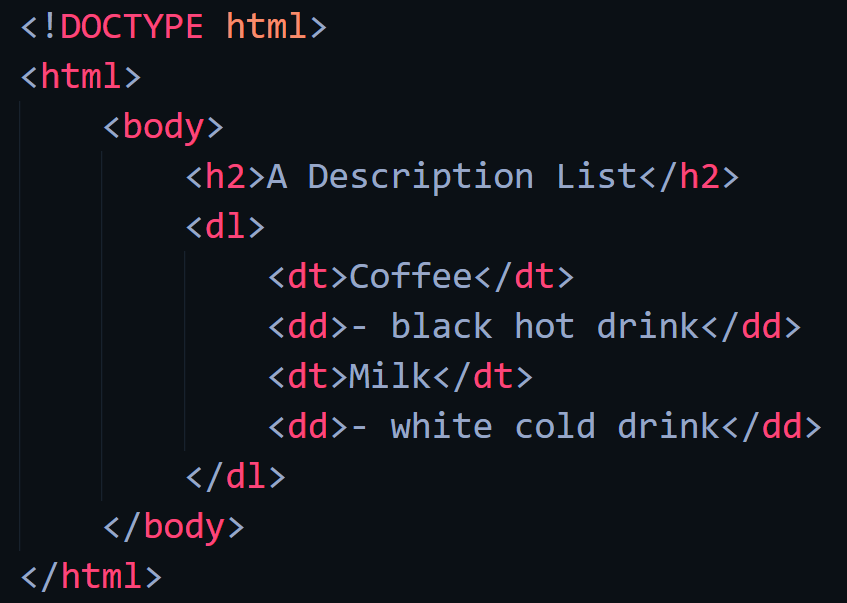 <!DOCTYPE html>
<html>
    <body>
        <h2>A Description List</h2>
        <dl>
            <dt>Coffee</dt>
            <dd>- black hot drink</dd>
            <dt>Milk</dt>
            <dd>- white cold drink</dd>
        </dl>
    </body>
</html>